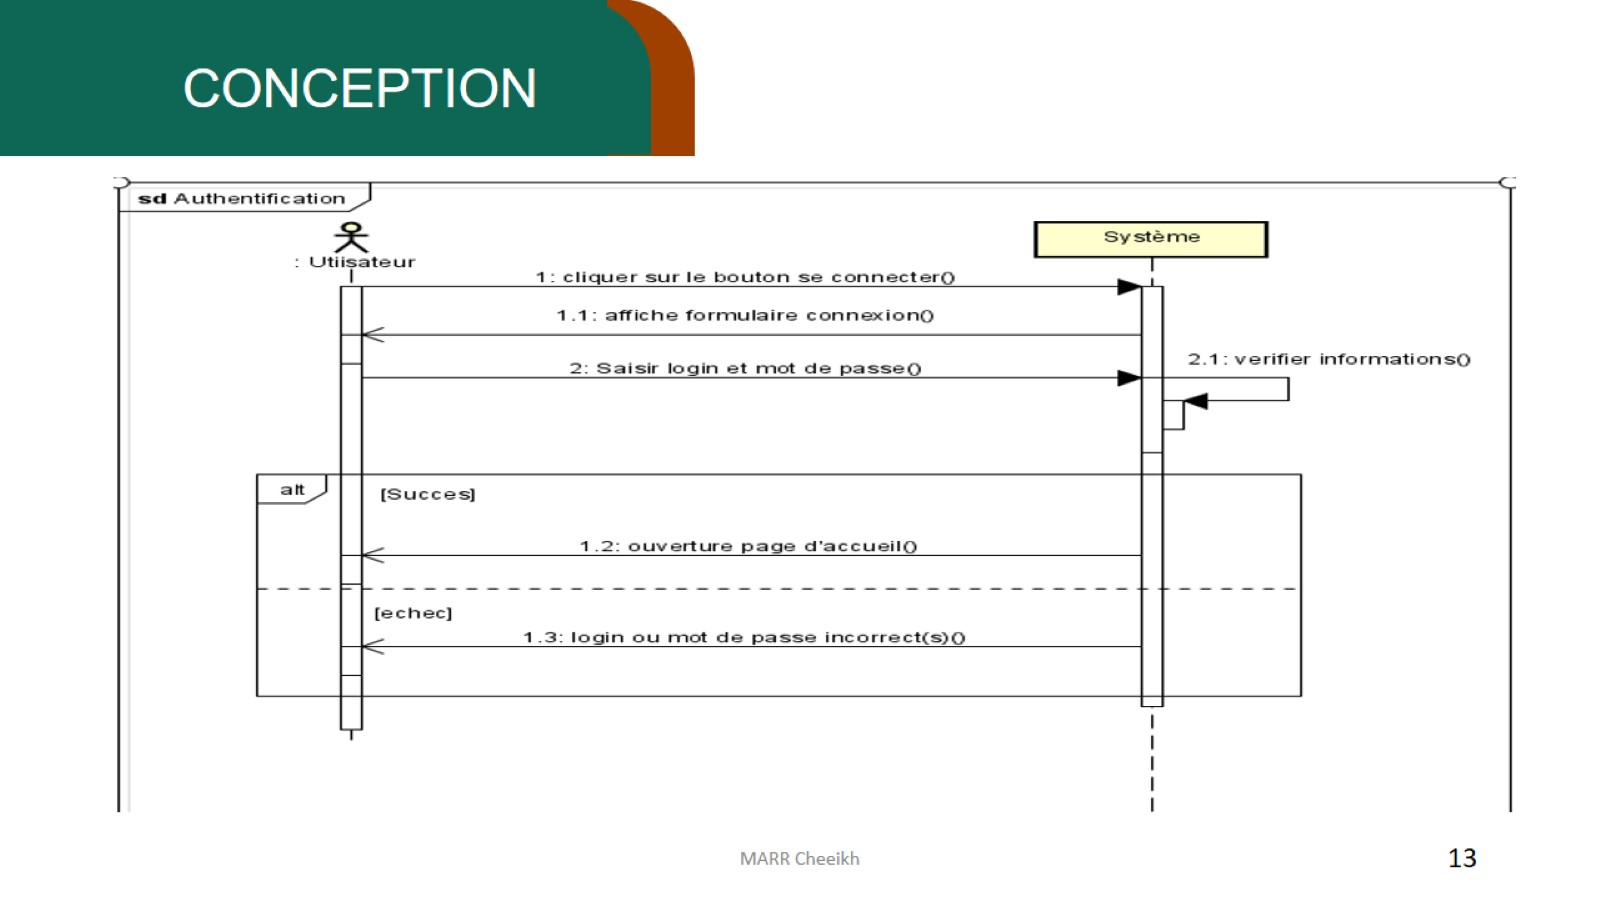 CONCEPTION
sd Authentification
: Utiisateur
Système
1: cliquer sur le bouton se connecter()
1.1: affiche formulaire connexion()
2.1: verifier informations()
2: Saisir login et mot de passe()
alt
[Succes]
1.2: ouverture page d'accueil()
[echec]
1.3: login ou mot de passe incorrect(s)()
MARR Cheeikh
13